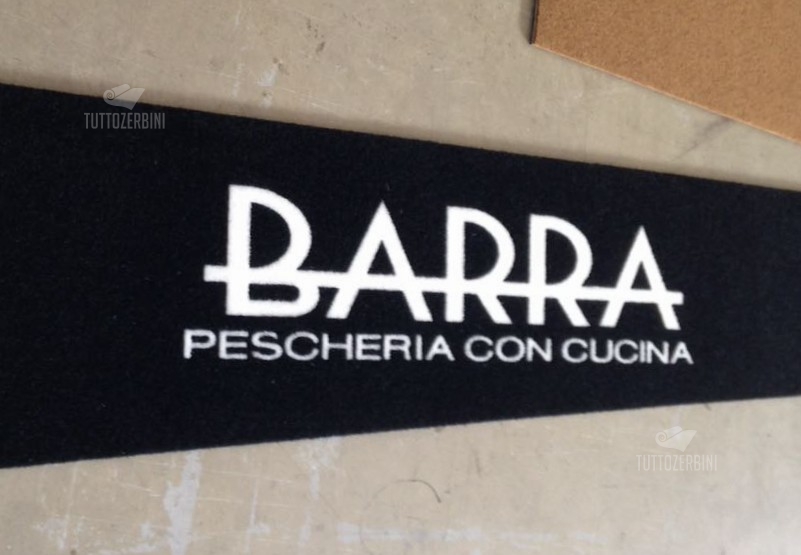 TUTTOZERBINI
BARRA
PESCHERIA CON CUCINA
TUTTOZERBINI